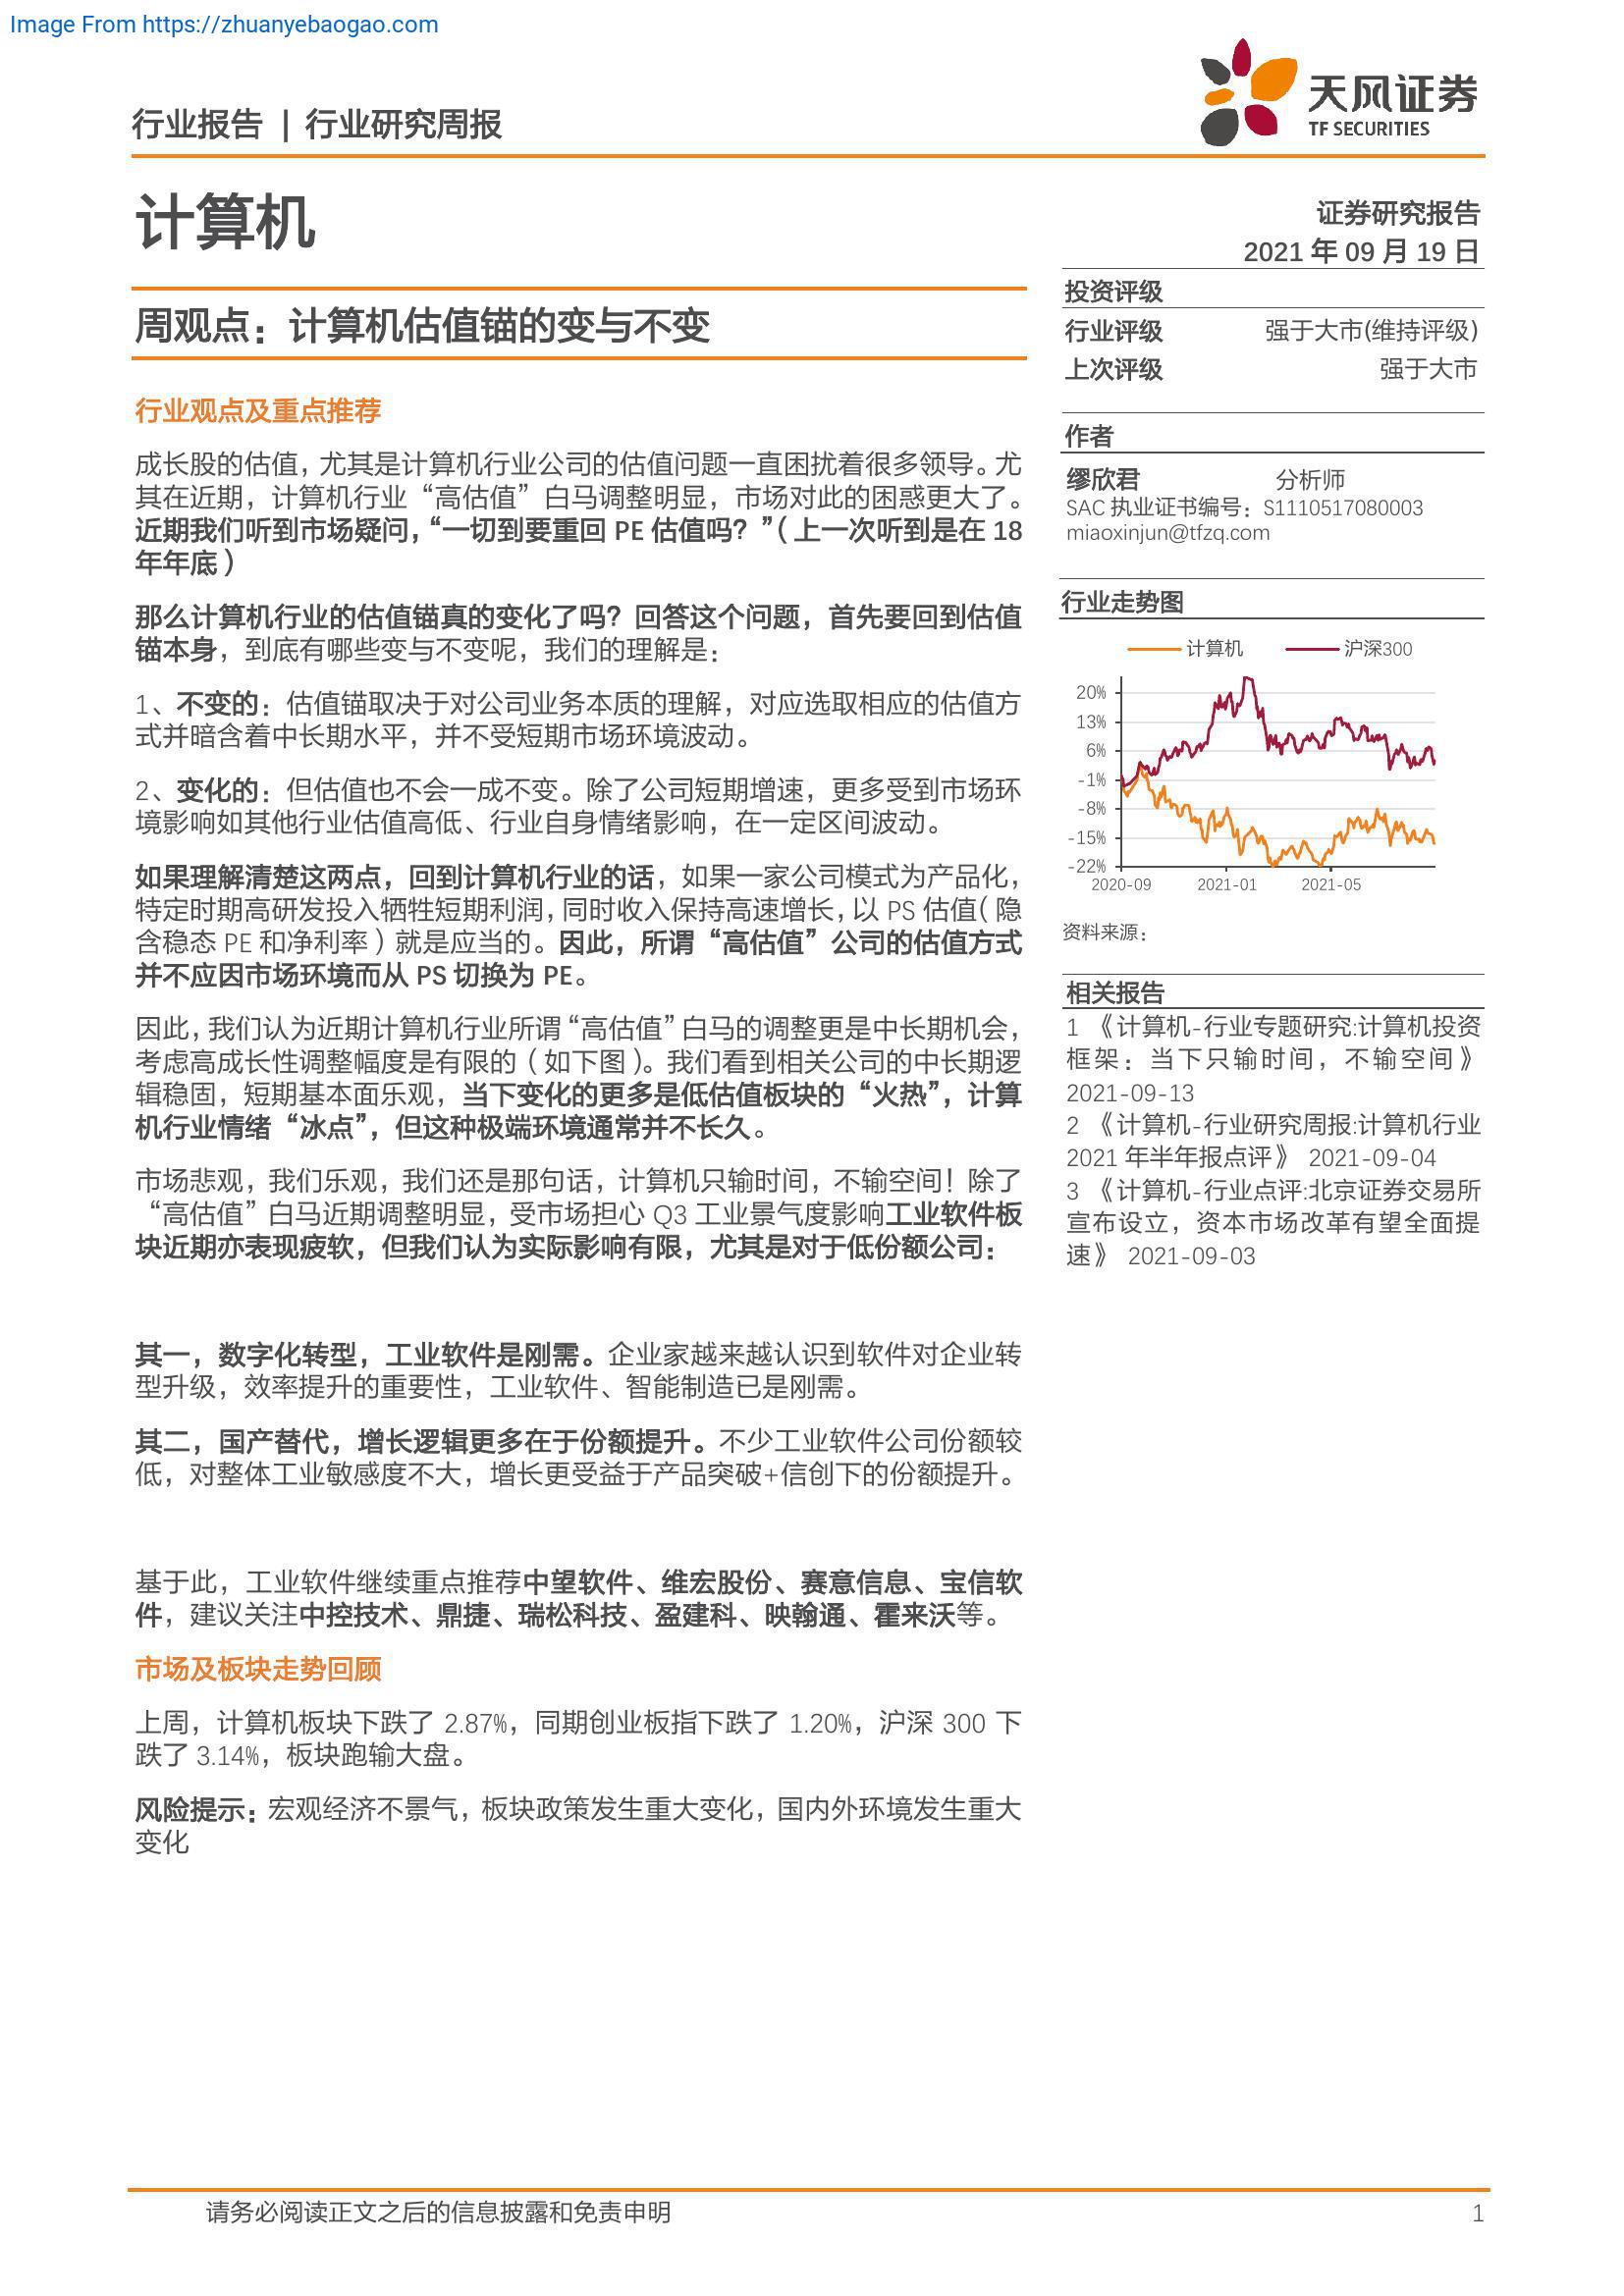 Image From https://zhuanyebaogao.com
行业报告 | 行业研究周报
天风证券
TF SECURITIES
计算机
证券研究报告
2021 年 09 月 19 日
周观点：计算机估值锚的变与不变
行业观点及重点推荐
成长股的估值，尤其是计算机行业公司的估值问题一直困扰着很多领导。尤
其在近期，计算机行业“高估值”白马调整明显，市场对此的困惑更大了。
近期我们听到市场疑问，“一切到要重回 PE 估值吗？”（上一次听到是在 18
年年底）
那么计算机行业的估值锚真的变化了吗？回答这个问题，首先要回到估值
锚本身，到底有哪些变与不变呢，我们的理解是：
1、不变的：估值锚取决于对公司业务本质的理解，对应选取相应的估值方
式并暗含着中长期水平，并不受短期市场环境波动。
2、变化的：但估值也不会一成不变。除了公司短期增速，更多受到市场环
境影响如其他行业估值高低、行业自身情绪影响，在一定区间波动。
如果理解清楚这两点，回到计算机行业的话，如果一家公司模式为产品化，
特定时期高研发投入牺牲短期利润，同时收入保持高速增长，以 PS 估值（隐
含稳态 PE 和净利率）就是应当的。因此，所谓“高估值”公司的估值方式
并不应因市场环境而从 PS 切换为 PE。
因此，我们认为近期计算机行业所谓“高估值”白马的调整更是中长期机会，
考虑高成长性调整幅度是有限的（如下图）。我们看到相关公司的中长期逻
辑稳固，短期基本面乐观，当下变化的更多是低估值板块的“火热”，计算
机行业情绪“冰点”，但这种极端环境通常并不长久。
市场悲观，我们乐观，我们还是那句话，计算机只输时间，不输空间！除了
“高估值”白马近期调整明显，受市场担心 Q3 工业景气度影响工业软件板
块近期亦表现疲软，但我们认为实际影响有限，尤其是对于低份额公司：
其一，数字化转型，工业软件是刚需。企业家越来越认识到软件对企业转
型升级，效率提升的重要性，工业软件、智能制造已是刚需。
其二，国产替代，增长逻辑更多在于份额提升。不少工业软件公司份额较
低，对整体工业敏感度不大，增长更受益于产品突破+信创下的份额提升。
基于此，工业软件继续重点推荐中望软件、维宏股份、赛意信息、宝信软
件，建议关注中控技术、鼎捷、瑞松科技、盈建科、映翰通、霍来沃等。
市场及板块走势回顾
上周，计算机板块下跌了 2.87%，同期创业板指下跌了 1.20%，沪深 300 下
跌了 3.14%，板块跑输大盘。
风险提示：宏观经济不景气，板块政策发生重大变化，国内外环境发生重大
变化
投资评级
行业评级 强于大市(维持评级)
上次评级 强于大市
作者
缪欣君 分析师
SAC 执业证书编号：S1110517080003
miaoxinjun@tfzq.com
行业走势图
计算机 沪深300
20%
13%
6%
-1%
-8%
-15%
-22%
2020-09 2021-01 2021-05
资料来源：
相关报告
1 《计算机-行业专题研究:计算机投资
框架：当下只输时间，不输空间》
2021-09-13
2 《计算机-行业研究周报:计算机行业
2021 年半年报点评》 2021-09-04
3 《计算机-行业点评:北京证券交易所
宣布设立，资本市场改革有望全面提
速》 2021-09-03
请务必阅读正文之后的信息披露和免责申明 1